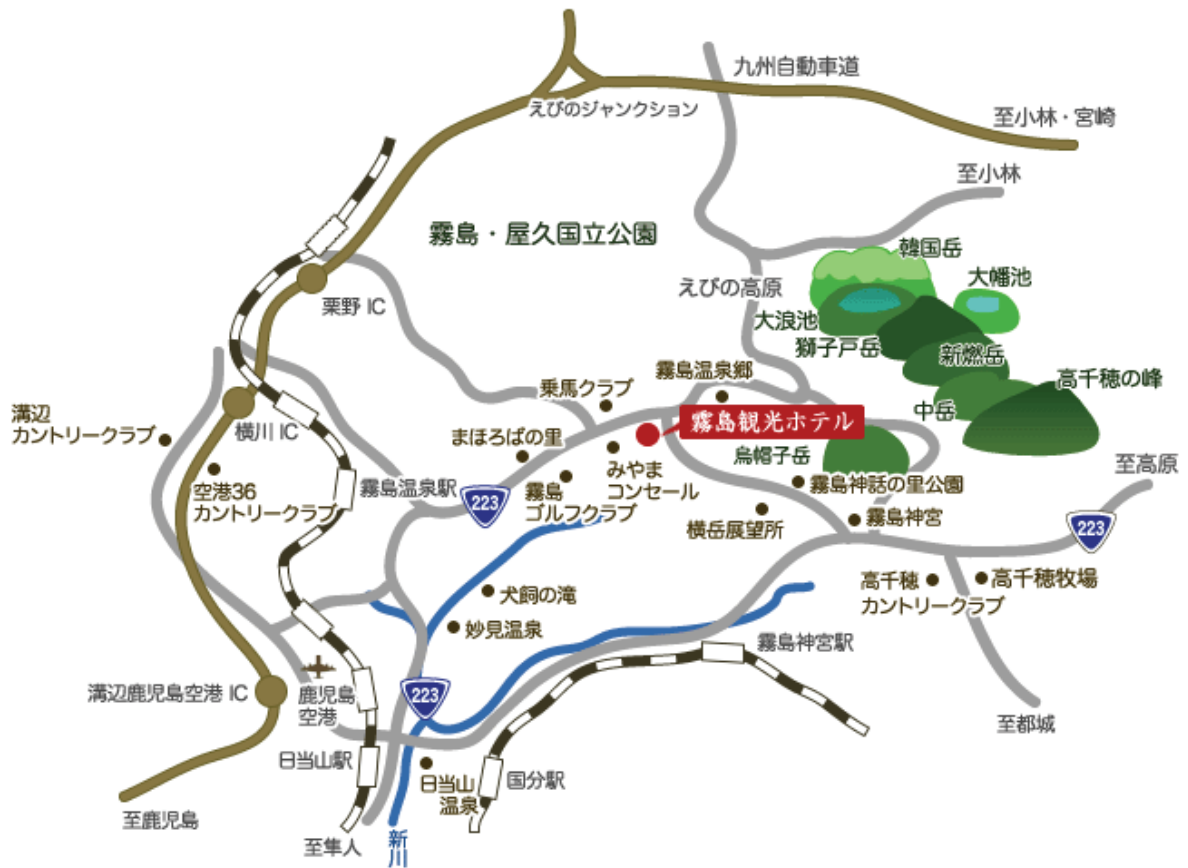 九州自動車道
えびのジャンクション
至小林・宮崎
至小林
霧島・屋久国立公園
韓国岳
大幡池
えびの高原
栗野 IC
大浪池
獅子戸岳
新燃岳
霧島温泉郷
高千穂の峰
乗馬クラブ
中岳
溝辺
カントリークラブ
横川 IC
霧島観光ホテル
まほろばの里
烏帽子岳
みやま
コンセール
至高原
空港36
カントリークラブ
霧島温泉駅
223
霧島
ゴルフクラブ
霧島神話の里公園
横岳展望所
霧島神宮
223
高千穂
カントリークラブ
高千穂牧場
犬飼の滝
妙見温泉
霧島神宮駅
溝辺鹿児島空港 IC
鹿児島
空港
223
至都城
日当山駅
日当山
温泉
国分駅
至鹿児島
至隼人
新川